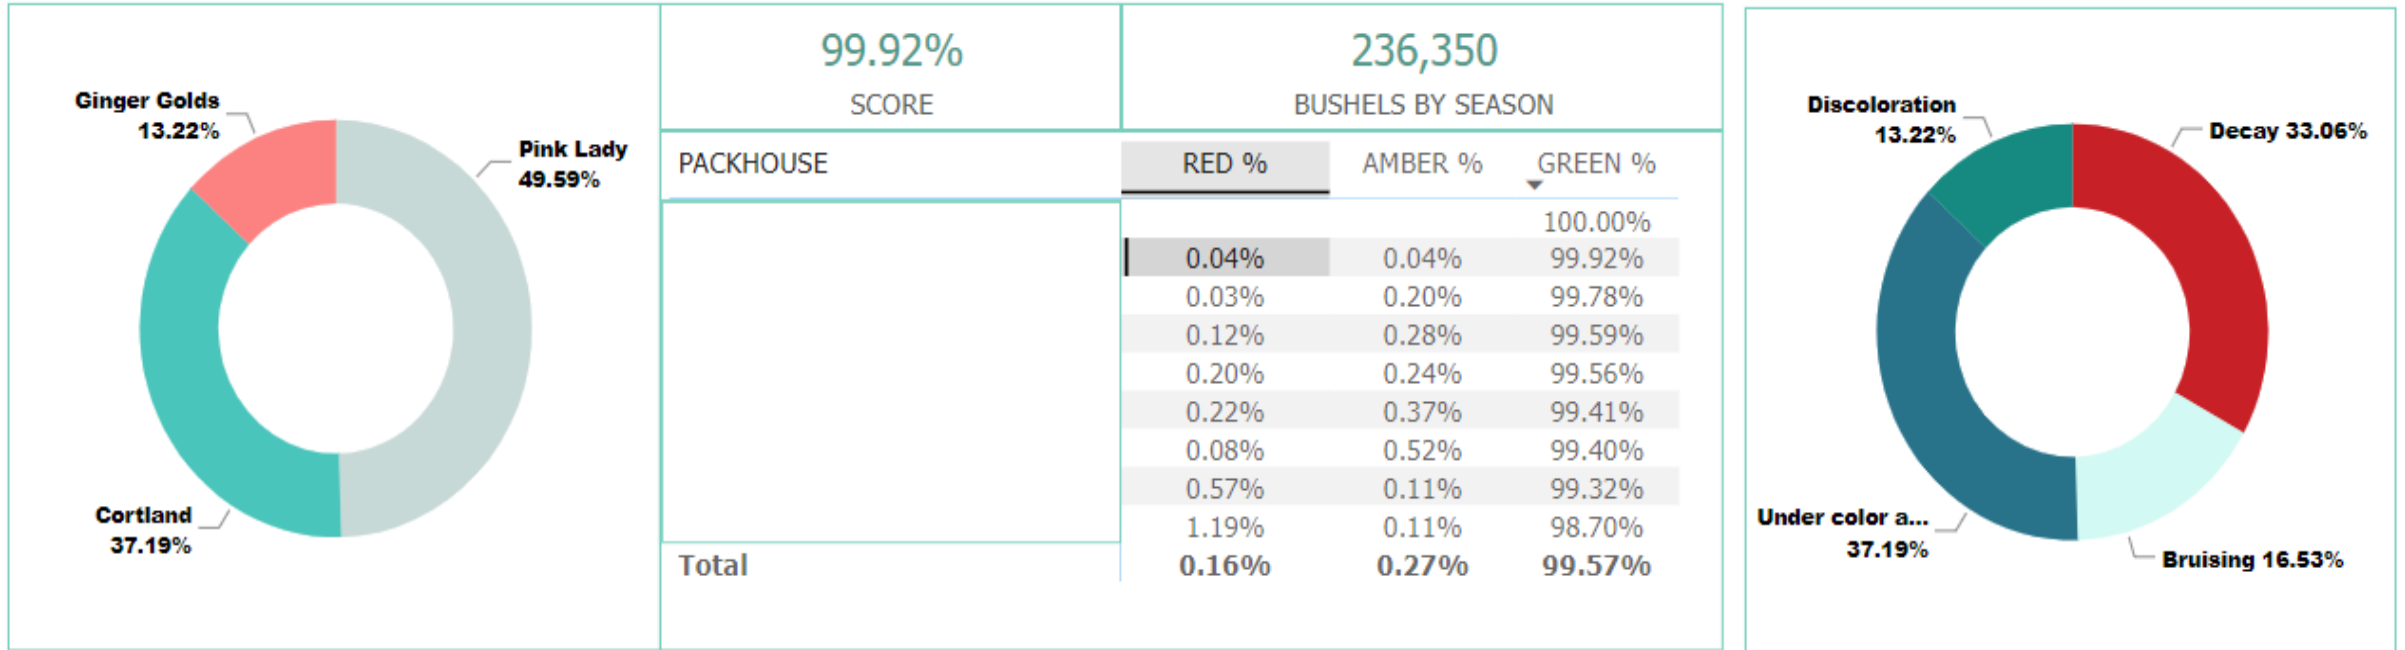 Ginger Golds
13.22%
Pink Lady
49.59%
Cortland
37.19%
99.92%
SCORE
236,350
BUSHELS BY SEASON
PACKHOUSE RED % AMBER % GREEN %
100.00%
0.04% 0.04% 99.92%
0.03% 0.20% 99.78%
0.12% 0.28% 99.59%
0.20% 0.24% 99.56%
0.22% 0.37% 99.41%
0.08% 0.52% 99.40%
0.57% 0.11% 99.32%
1.19% 0.11% 98.70%
Total 0.16% 0.27% 99.57%
Discoloration
13.22%
Decay 33.06%
Under color a...
37.19%
Bruising 16.53%